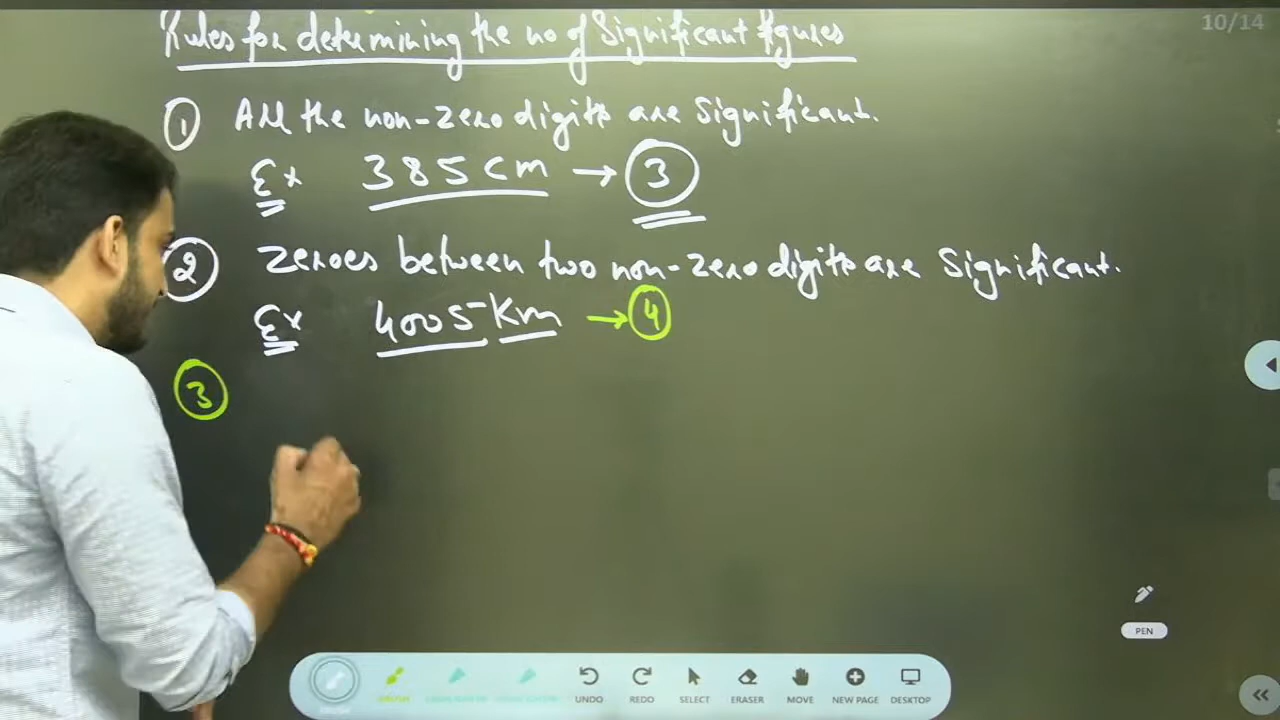 10/14
Rules for determining the no of Significant figures
① All the non-zero digits are significant.
Ex 385 cm → ③
② Zeroes between two non-zero digits are significant.
Ex 4005 Km → ④
③
PEN
UNDO REDO SELECT ERASER MOVE NEW PAGE DESKTOP